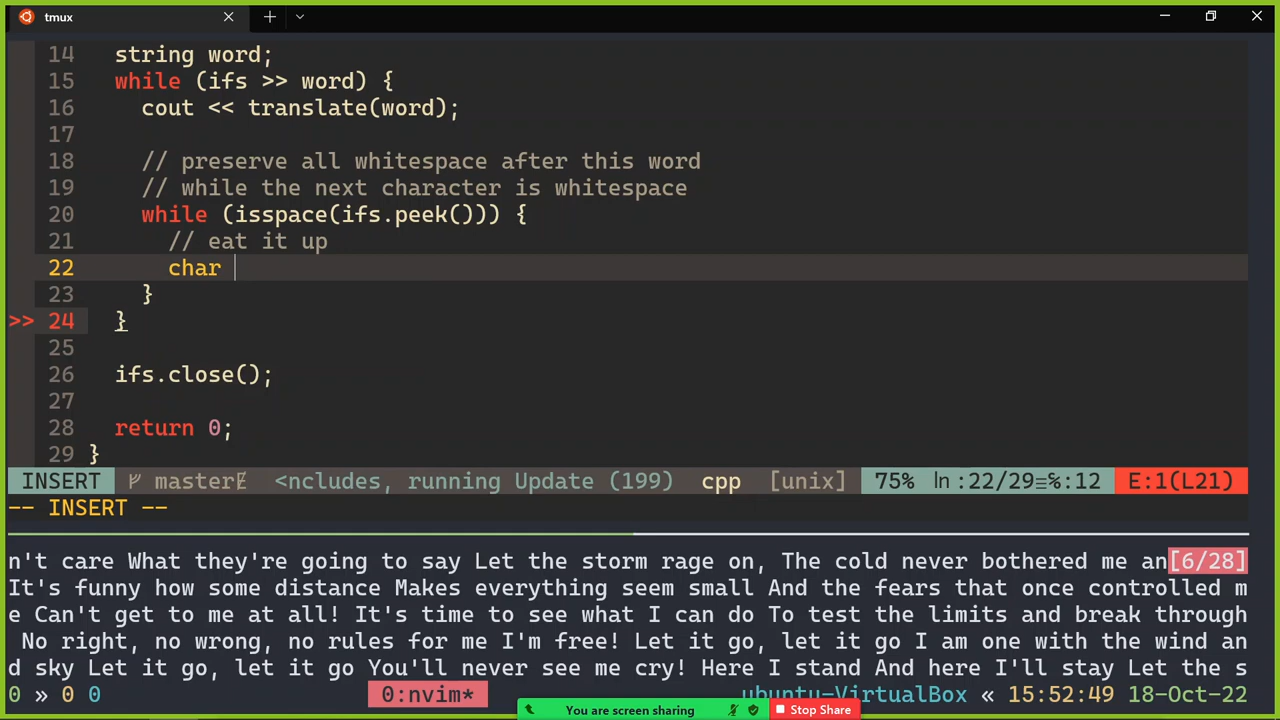 tmux
14 string word;
15 while (ifs >> word) {
16 cout << translate(word);
17
18 // preserve all whitespace after this word
19 // while the next character is whitespace
20 while (isspace(ifs.peek())) {
21 // eat it up
22 char
23 }
>> 24 }
25
26 ifs.close();
27
28 return 0;
29 }
INSERT master <ncludes, running Update (199) cpp [unix] 75% ln :22/29≡%:12 E:1(L21)
-- INSERT --
n't care What they're going to say Let the storm rage on, The cold never bothered me an[6/28]
It's funny how some distance Makes everything seem small And the fears that once controlled m
e Can't get to me at all! It's time to see what I can do To test the limits and break through
No right, no wrong, no rules for me I'm free! Let it go, let it go I am one with the wind an
d sky Let it go, let it go You'll never see me cry! Here I stand And here I'll stay Let the s
0 » 0 0 0:nvim* ubuntu-VirtualBox « 15:52:49 18-Oct-22
You are screen sharing Stop Share